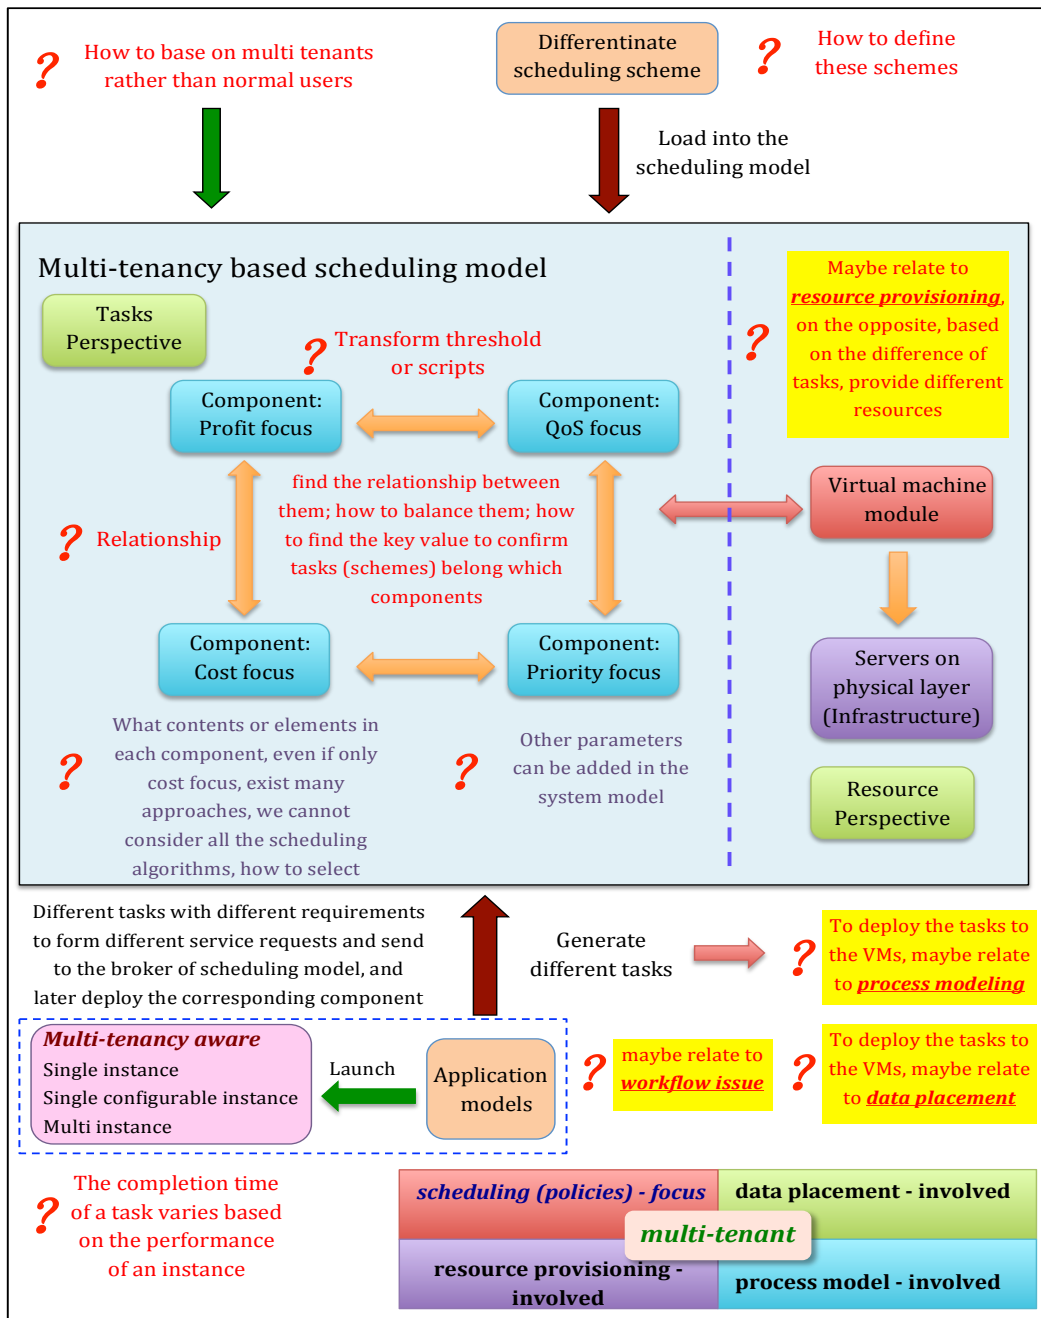 ?
How to base on multi tenants
rather than normal users
Differentinate
scheduling scheme
?
How to define
these schemes
Load into the
scheduling model
Multi-tenancy based scheduling model
Tasks
Perspective
?
Transform threshold
or scripts
Component:
Profit focus
Component:
QoS focus
?
Maybe relate to
resource provisioning,
on the opposite, based
on the difference of
tasks, provide different
resources
?
Relationship
find the relationship between
them; how to balance them; how
to find the key value to confirm
tasks (schemes) belong which
components
Virtual machine
module
Component:
Cost focus
Component:
Priority focus
Servers on
physical layer
(Infrastructure)
?
What contents or elements in
each component, even if only
cost focus, exist many
approaches, we cannot
consider all the scheduling
algorithms, how to select
?
Other parameters
can be added in the
system model
Resource
Perspective
Different tasks with different requirements
to form different service requests and send
to the broker of scheduling model, and
later deploy the corresponding component
Generate
different tasks
?
To deploy the tasks to
the VMs, maybe relate
to process modeling
Multi-tenancy aware
Single instance
Single configurable instance
Multi instance
Launch
Application
models
?
maybe relate to
workflow issue
?
To deploy the tasks to
the VMs, maybe relate
to data placement
?
The completion time
of a task varies based
on the performance
of an instance
scheduling (policies) - focus
data placement - involved
multi-tenant
resource provisioning -
involved
process model - involved